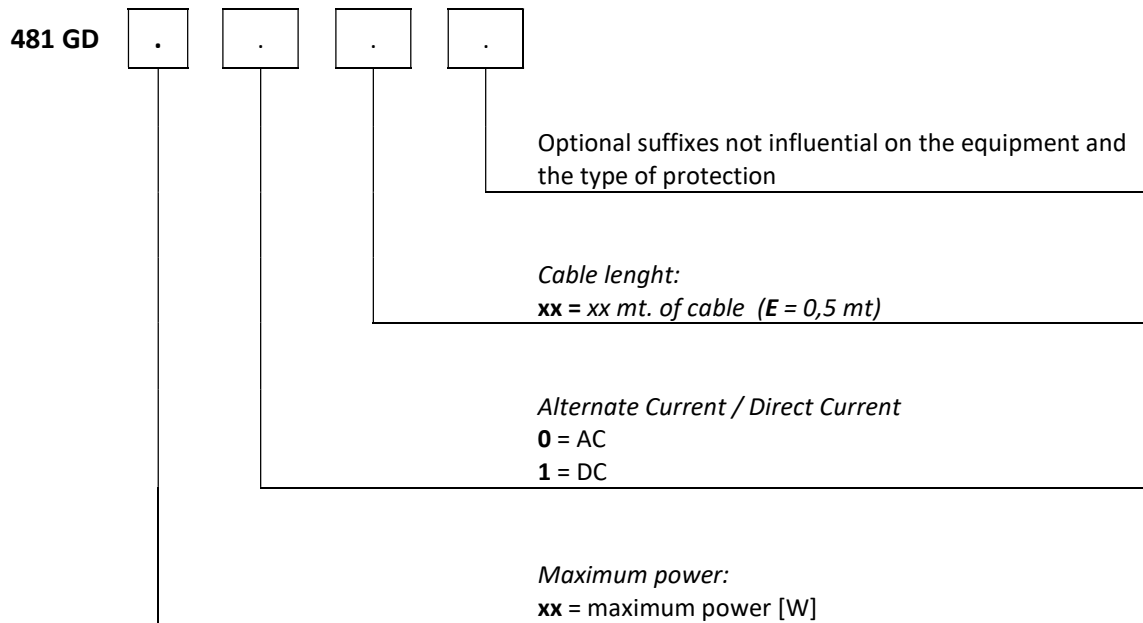 481 GD . . . .
Optional suffixes not influential on the equipment and
the type of protection
Cable lenght:
xx = xx mt. of cable (E = 0,5 mt)
Alternate Current / Direct Current
0 = AC
1 = DC
Maximum power:
xx = maximum power [W]